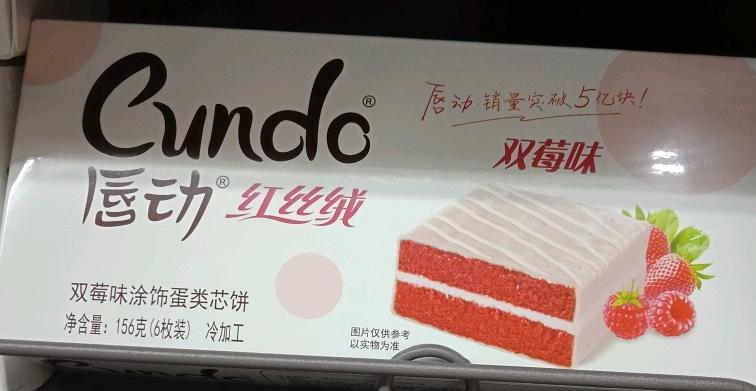 Cundo®
唇动·销量突破5亿块!
双莓味
唇动®红丝绒
双莓味涂饰蛋类芯饼
净含量：156克(6枚装) 冷加工
图片仅供参考
以实物为准
Cundo